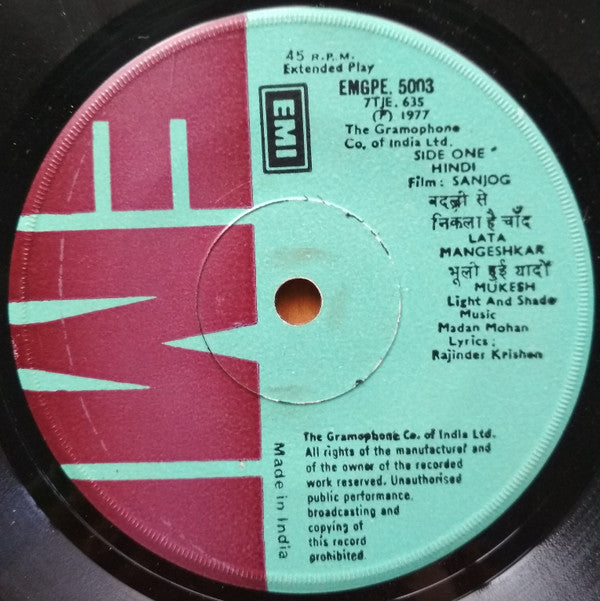 45 R.P.M.
Extended Play
EMI
EMGPE. 5003
7TJE. 635
(P) 1977
The Gramophone
Co. of India Ltd.
SIDE ONE
HINDI
Film: SANJOG
बदली से
निकला है चाँद
LATA
MANGESHKAR
भूली हुई यादों
MUKESH
Light And Shade
Music
Madan Mohan
Lyrics:
Rajinder Krishen
The Gramophone Co. of India Ltd.
All rights of the manufacturer and
of the owner of the recorded
work reserved. Unauthorised
public performance,
broadcasting and
copying of
this record
prohibited.
Made in India
EMI